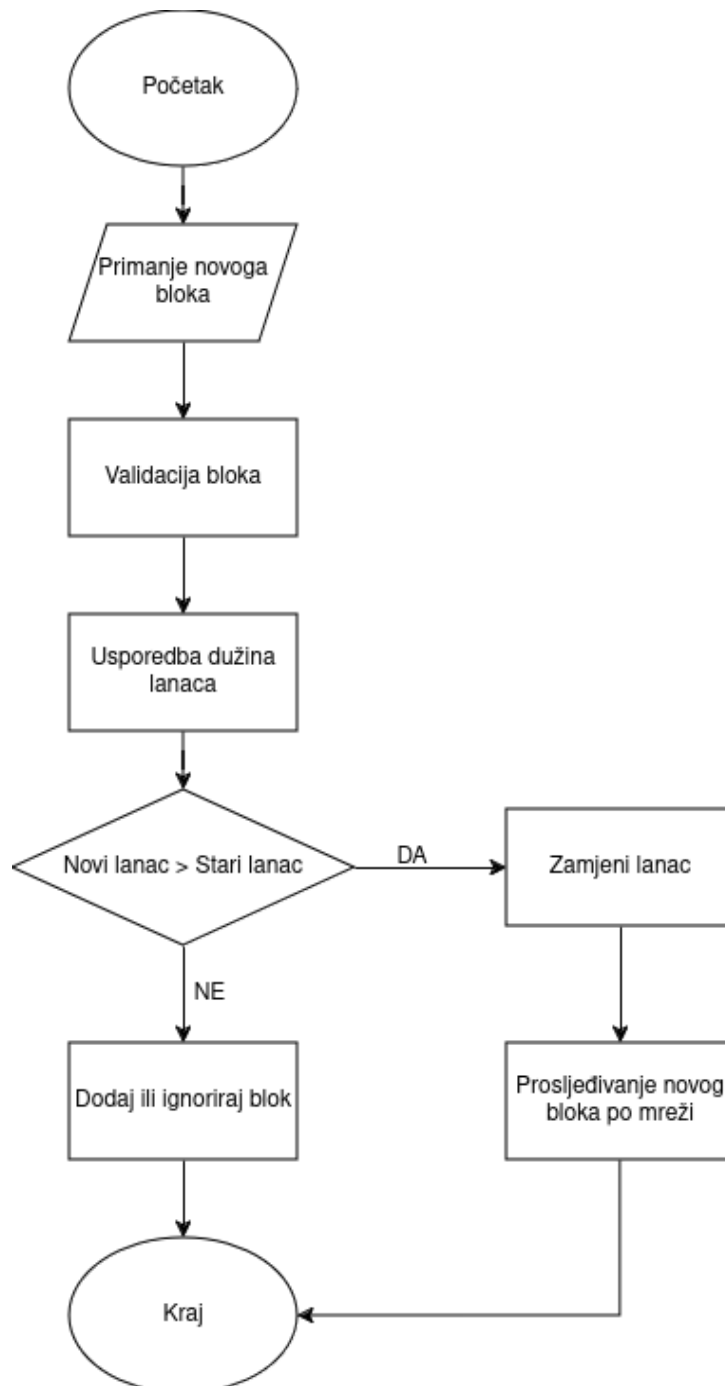 Početak
Primanje novoga
bloka
Validacija bloka
Usporedba dužina
lanaca
Novi lanac > Stari lanac
DA
Zamjeni lanac
NE
Dodaj ili ignoriraj blok
Prosljeđivanje novog
bloka po mreži
Kraj